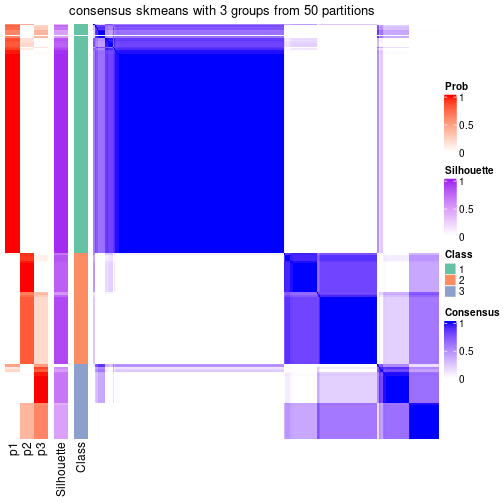 consensus skmeans with 3 groups from 50 partitions
Prob
1
0.5
0
Silhouette
1
0.5
0
Class
1
2
3
Consensus
1
0.5
0
p1
p2
p3
Silhouette
Class